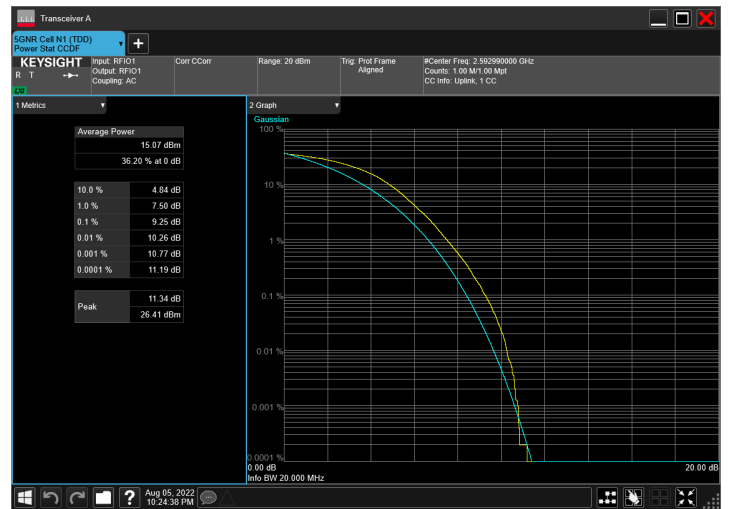 Transceiver A
5GNR Cell N1 (TDD)
Power Stat CCDF
KEYSIGHT
R T
LXI
Input: RFIO1
Output: RFIO1
Coupling: AC
Corr CCorr
Range: 20 dBm
Trig: Prot Frame
Aligned
#Center Freq: 2.592990000 GHz
Counts: 1.00 M/1.00 Mpt
CC Info: Uplink, 1 CC
1 Metrics
Average Power
15.07 dBm
36.20 % at 0 dB
10.0 % 4.84 dB
1.0 % 7.50 dB
0.1 % 9.25 dB
0.01 % 10.26 dB
0.001 % 10.77 dB
0.0001 % 11.19 dB
Peak
11.34 dB
26.41 dBm
2 Graph
Gaussian
100 %
10 %
1 %
0.1 %
0.01 %
0.001 %
0.0001 %
0.00 dB
20.00 dB
Info BW 20.000 MHz
?
Aug 05, 2022
10:24:38 PM